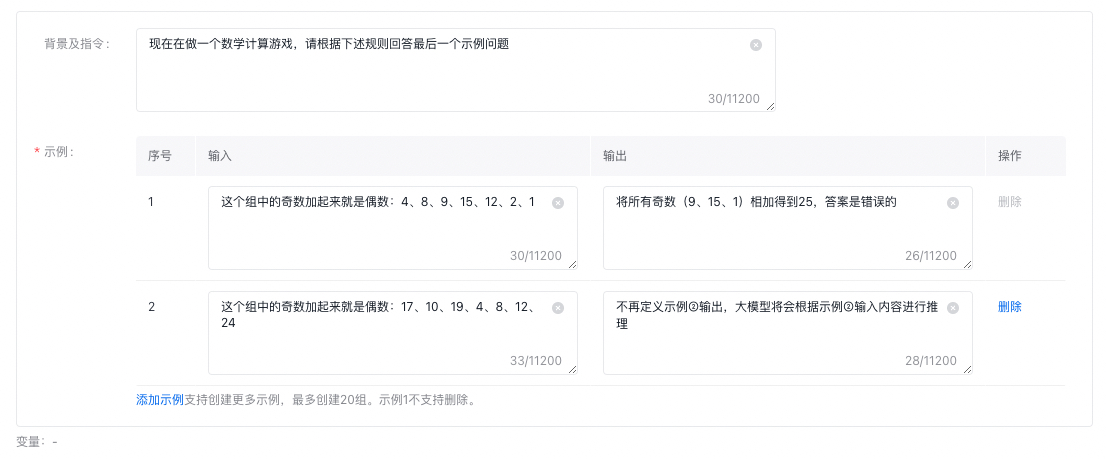 背景及指令：
现在在做一个数学计算游戏，请根据下述规则回答最后一个示例问题
30/11200
* 示例：
序号 输入 输出 操作
1 这个组中的奇数加起来就是偶数：4、8、9、15、12、2、1 将所有奇数（9、15、1）相加得到25，答案是错误的 删除
30/11200 26/11200
2 这个组中的奇数加起来就是偶数：17、10、19、4、8、12、 不再定义示例②输出，大模型将会根据示例②输入内容进行推 删除
24 理
33/11200 28/11200
添加示例支持创建更多示例，最多创建20组。示例1不支持删除。
变量：-